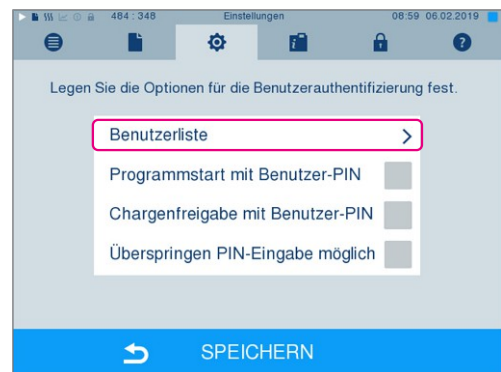 484 : 348 Einstellungen 08:59 06.02.2019
Legen Sie die Optionen für die Benutzerauthentifizierung fest.
Benutzerliste
Programmstart mit Benutzer-PIN
Chargenfreigabe mit Benutzer-PIN
Überspringen PIN-Eingabe möglich
SPEICHERN